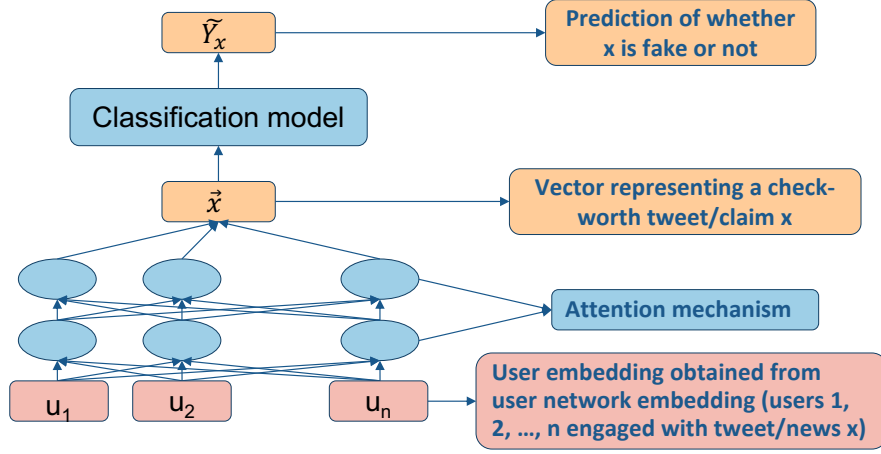 Ỹₓ
Prediction of whether
x is fake or not
Classification model
x⃗
Vector representing a check-
worth tweet/claim x
Attention mechanism
u₁
u₂
uₙ
User embedding obtained from
user network embedding (users 1,
2, ..., n engaged with tweet/news x)